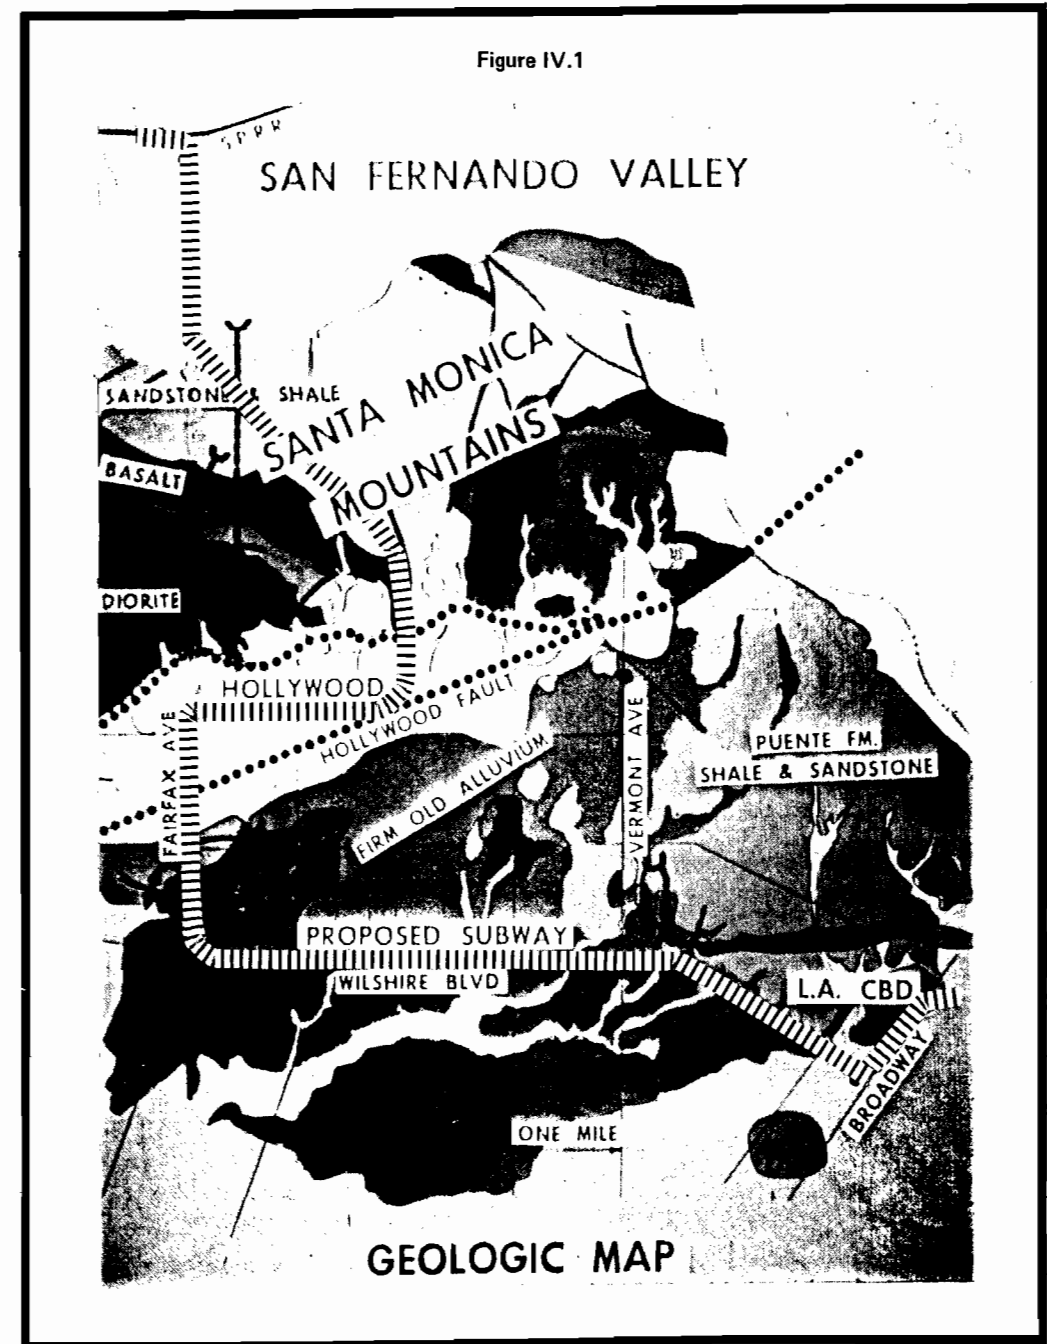 Figure IV.1
SPRR
SAN FERNANDO VALLEY
SANTA MONICA
MOUNTAINS
SANDSTONE & SHALE
BASALT
DIORITE
HOLLYWOOD
HOLLYWOOD FAULT
FAIRFAX AVE
FIRM OLD ALLUVIUM
VERMONT AVE
PUENTE FM.
SHALE & SANDSTONE
PROPOSED SUBWAY
WILSHIRE BLVD
L.A. CBD
BROADWAY
ONE MILE
GEOLOGIC MAP